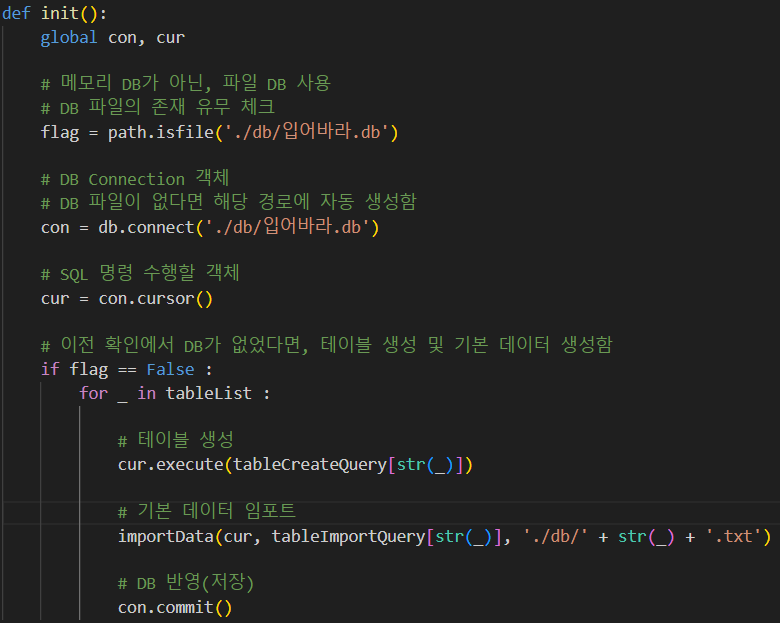 def init():
    global con, cur
    # 메모리 DB가 아닌, 파일 DB 사용
    # DB 파일의 존재 유무 체크
    flag = path.isfile('./db/입어바라.db')
    # DB Connection 객체
    # DB 파일이 없다면 해당 경로에 자동 생성함
    con = db.connect('./db/입어바라.db')
    # SQL 명령 수행할 객체
    cur = con.cursor()
    # 이전 확인에서 DB가 없었다면, 테이블 생성 및 기본 데이터 생성함
    if flag == False :
        for _ in tableList :
            # 테이블 생성
            cur.execute(tableCreateQuery[str(_)])
            # 기본 데이터 임포트
            importData(cur, tableImportQuery[str(_)], './db/' + str(_) + '.txt')
            # DB 반영(저장)
            con.commit()